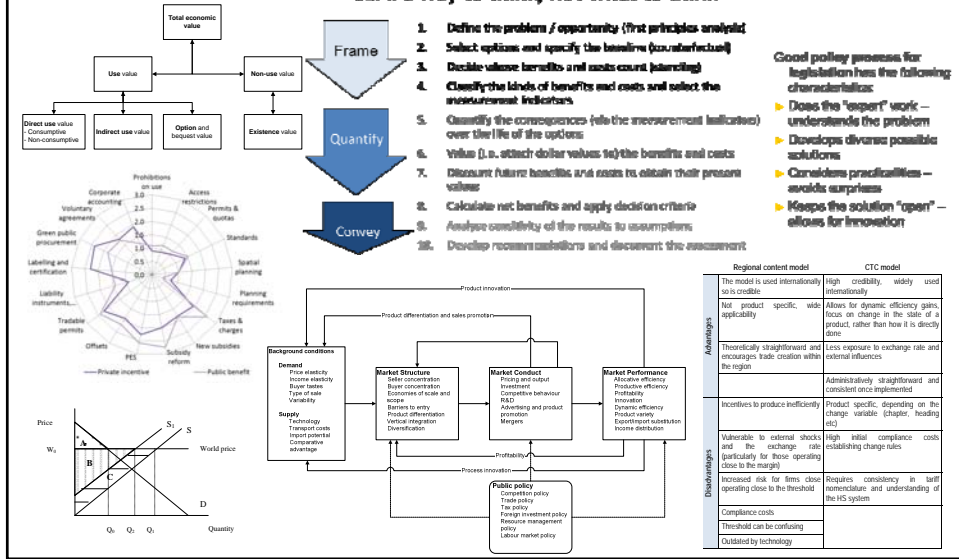 Total economic
value
Use value
Non-use value
Direct use value
- Consumptive
- Non-consumptive
Indirect use value
Option and
bequest value
Existence value
Frame
Quantify
Convey
1. Define the problem / opportunity (first principles analysis)
2. Select options and specify the baseline (counterfactual)
3. Decide whose benefits and costs count (standing)
4. Classify the kinds of benefits and costs and select the
measurement indicators
5. Quantify the consequences (via the measurement indicators)
over the life of the options
6. Value (i.e. attach dollar values to) the benefits and costs
7. Discount future benefits and costs to obtain their present
values
8. Calculate net benefits and apply decision criteria
9. Analyse sensitivity of the results to assumptions
10. Develop recommendations and document the assessment
Good policy process for
legislation has the following
characteristics:
Does the "expert" work –
understands the problem
Develops diverse possible
solutions
Considers practicalities –
avoids surprises
Keeps the solution "open" –
allows for innovation
Prohibitions
on use
Access
restrictions
Permits &
quotas
Standards
Spatial
planning
Planning
requirements
Taxes &
charges
New subsidies
Subsidy
reform
PES
Offsets
Tradable
permits
Liability
instruments,...
Labelling and
certification
Green public
procurement
Voluntary
agreements
Corporate
accounting
3.0
2.5
2.0
1.5
1.0
0.5
0.0
Private incentive
Public benefit
Product innovation
Product differentiation and sales promotion
Background conditions
Demand
Price elasticity
Income elasticity
Buyer tastes
Type of sale
Variability
Supply
Technology
Transport costs
Import potential
Comparative
advantage
Market Structure
Seller concentration
Buyer concentration
Economies of scale and
scope
Barriers to entry
Product differentiation
Vertical integration
Diversification
Market Conduct
Pricing and output
Investment
Competitive behaviour
R&D
Advertising and product
promotion
Mergers
Market Performance
Allocative efficiency
Productive efficiency
Profitability
Innovation
Dynamic efficiency
Product variety
Export/import substitution
Income distribution
Profitability
Process innovation
Public policy
Competition policy
Trade policy
Tax policy
Foreign investment policy
Resource management
policy
Labour market policy
Price
S₁
S
A
W₀
World price
B
C
D
Q₀
Q₂
Q₁
Quantity
Regional content model
CTC model
Advantages
The model is used internationally
so is credible
High credibility, widely used
internationally
Not product specific, wide
applicability
Allows for dynamic efficiency gains,
focus on change in the state of a
product, rather than how it is directly
done
Theoretically straightforward and
encourages trade creation within
the region
Less exposure to exchange rate and
external influences
Administratively straightforward and
consistent once implemented
Disadvantages
Incentives to produce inefficiently
Product specific, depending on the
change variable (chapter, heading
etc)
Vulnerable to external shocks
and the exchange rate
(particularly for those operating
close to the margin)
High initial compliance costs
establishing change rules
Increased risk for firms close
operating close to the threshold
Requires consistency in tariff
nomenclature and understanding of
the HS system
Compliance costs
Threshold can be confusing
Outdated by technology